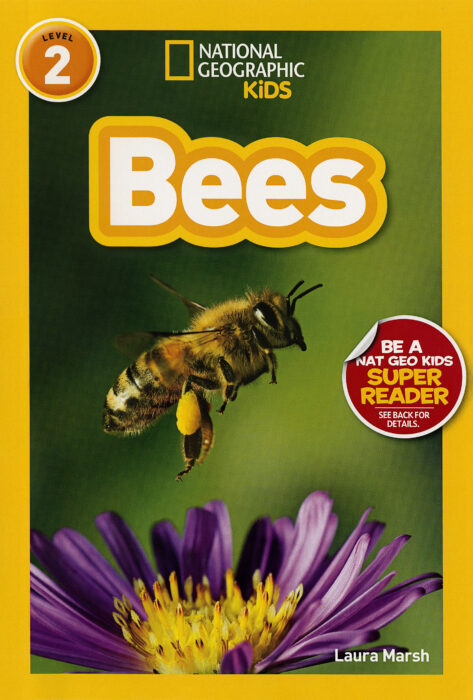 LEVEL
2
NATIONAL
GEOGRAPHIC
KiDS
Bees
BE A
NAT GEO KIDS
SUPER
READER
SEE BACK FOR
DETAILS.
Laura Marsh